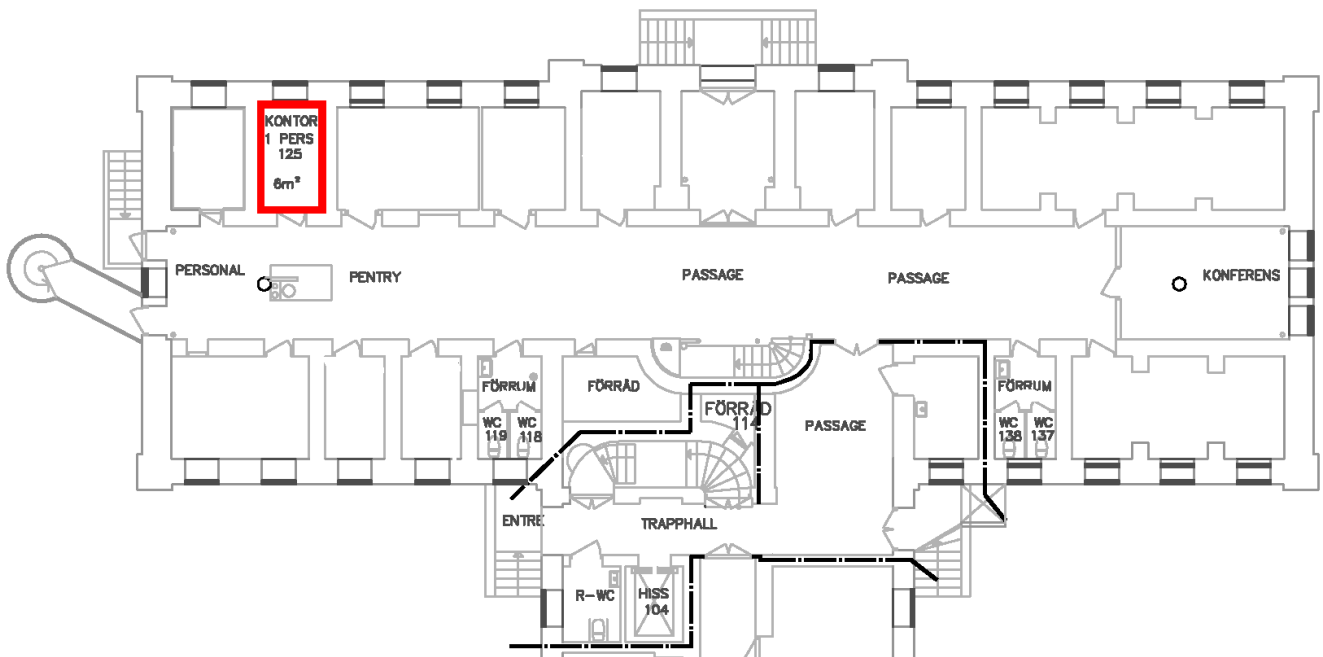 KONTOR
1 PERS
125
6m²
PERSONAL
PENTRY
PASSAGE
PASSAGE
KONFERENS
FÖRRUM
WC
119
WC
118
FÖRRÅD
FÖRRÅD
114
PASSAGE
FÖRRUM
WC
138
WC
137
ENTRE
TRAPPHALL
R-WC
HISS
104